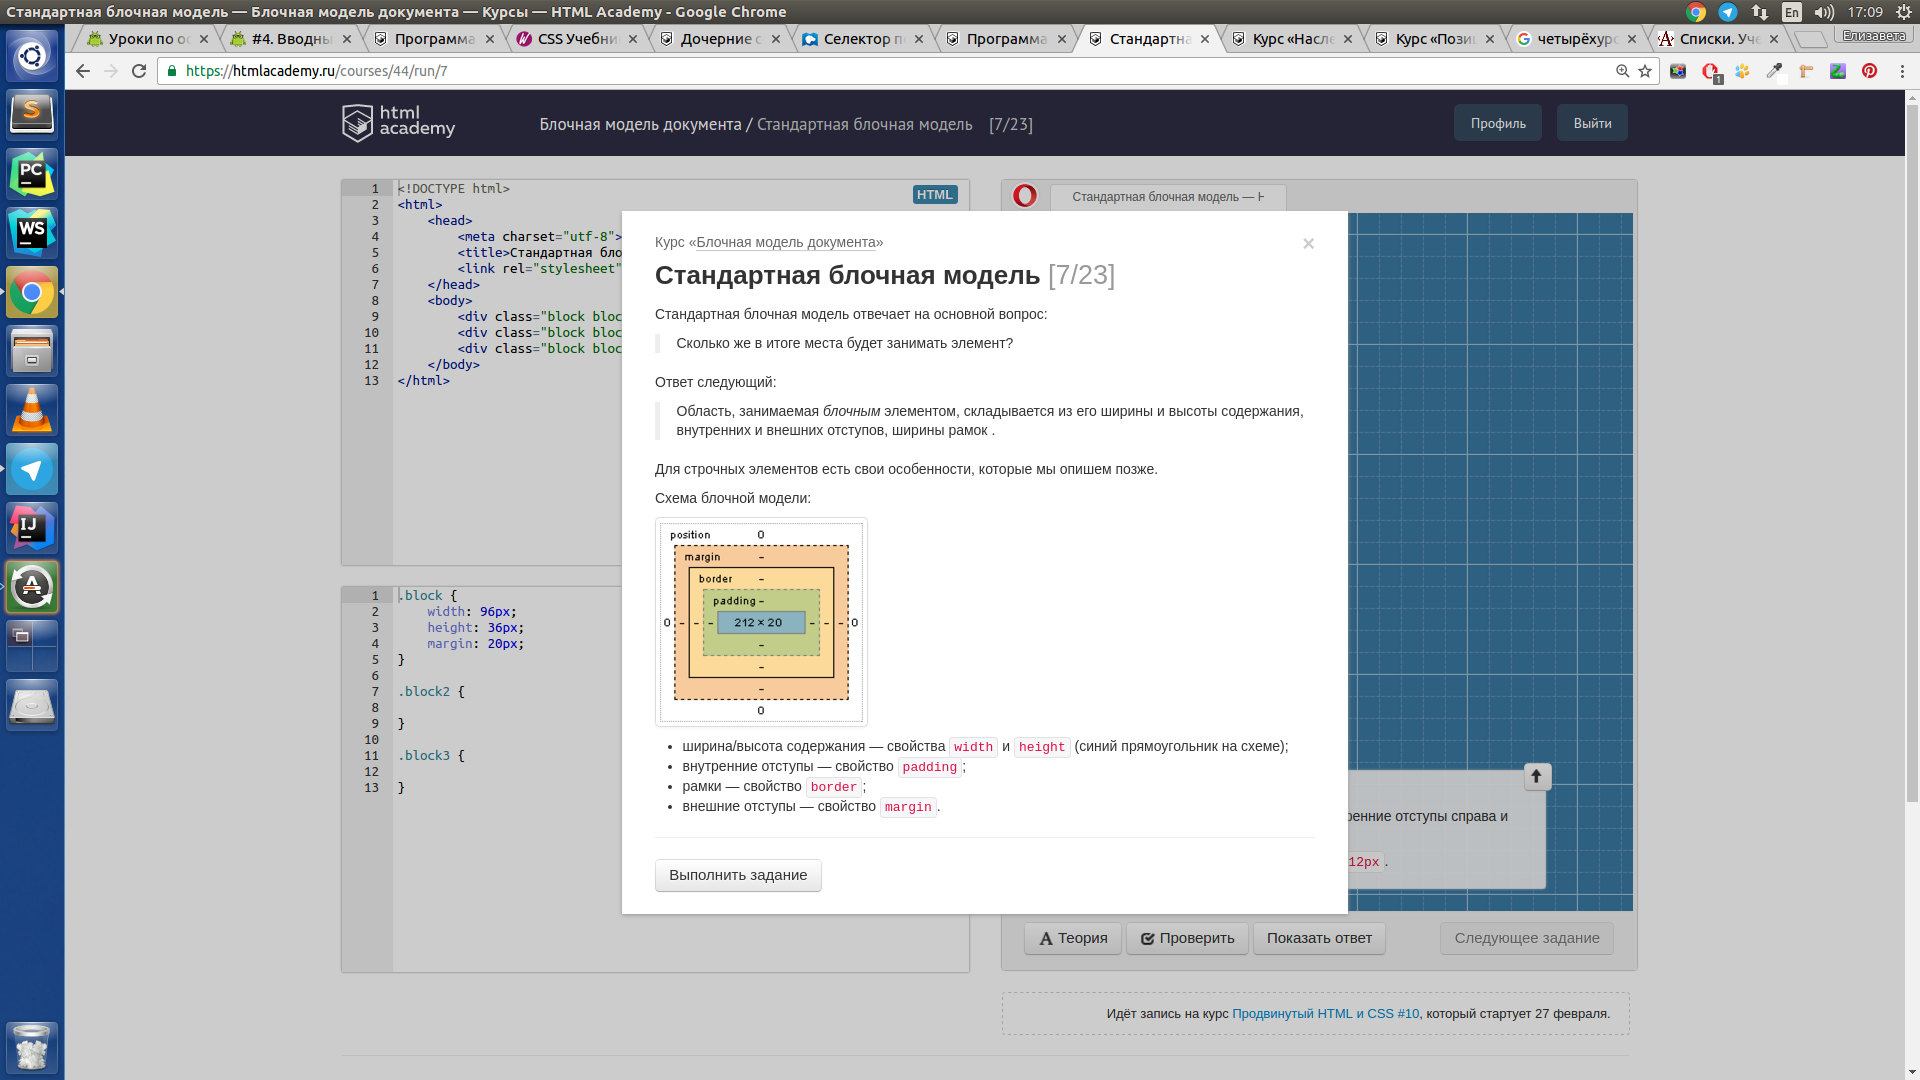 Стандартная блочная модель — Блочная модель документа — Курсы — HTML Academy - Google Chrome
En
17:09
Уроки по ос
#4. Вводны
Программа
CSS Учебни
Дочерние с
Селектор п
Программа
Стандартна
Курс «Насле
Курс «Пози
четырёхуро
Списки. Уче
Елизавета
https://htmlacademy.ru/courses/44/run/7
html
academy
Блочная модель документа / Стандартная блочная модель [7/23]
Профиль
Выйти
1 <!DOCTYPE html>
HTML
2 <html>
3 <head>
4 <meta charset="utf-8">
5 <title>Стандартная бло
6 <link rel="stylesheet"
7 </head>
8 <body>
9 <div class="block bloc
10 <div class="block bloc
11 <div class="block bloc
12 </body>
13 </html>
Стандартная блочная модель —
Курс «Блочная модель документа»
×
Стандартная блочная модель [7/23]
Стандартная блочная модель отвечает на основной вопрос:
Сколько же в итоге места будет занимать элемент?
Ответ следующий:
Область, занимаемая блочным элементом, складывается из его ширины и высоты содержания,
внутренних и внешних отступов, ширины рамок .
Для строчных элементов есть свои особенности, которые мы опишем позже.
Схема блочной модели:
position 0
margin –
border –
padding –
0 – – – 212 × 20 – – – 0
–
–
–
0
ширина/высота содержания — свойства width и height (синий прямоугольник на схеме);
внутренние отступы — свойство padding;
рамки — свойство border;
внешние отступы — свойство margin.
Выполнить задание
1 .block {
2 width: 96px;
3 height: 36px;
4 margin: 20px;
5 }
6
7 .block2 {
8
9 }
10
11 .block3 {
12
13 }
ренние отступы справа и
12px.
Теория
Проверить
Показать ответ
Следующее задание
Идёт запись на курс Продвинутый HTML и CSS #10, который стартует 27 февраля.
PC
WS
IJ
1